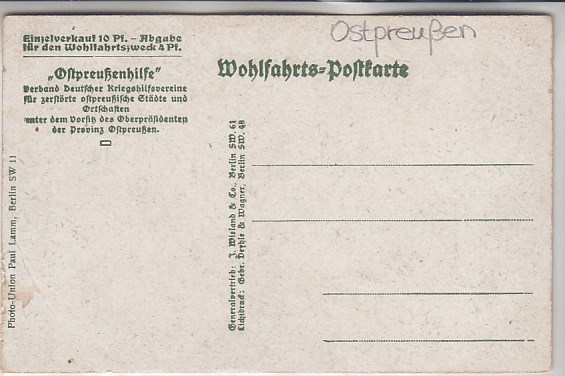 Ostpreußen
Einzelverkauf 10 Pf. – Abgabe
für den Wohlfahrtszweck 4 Pf.
„Ostpreußenhilfe"
Verband Deutscher Kriegshilfsvereine
für zerstörte ostpreußische Städte und
Ortschaften
unter dem Vorsitz des Oberpräsidenten
der Provinz Ostpreußen.
Wohlfahrts-Postkarte
Photo-Union Paul Lamm, Berlin SW 11
Generalvertrieb: J. Wieland & Co., Berlin SW. 61
Lichtdruck: Gebr. Deyhle & Wagner, Berlin SW. 48